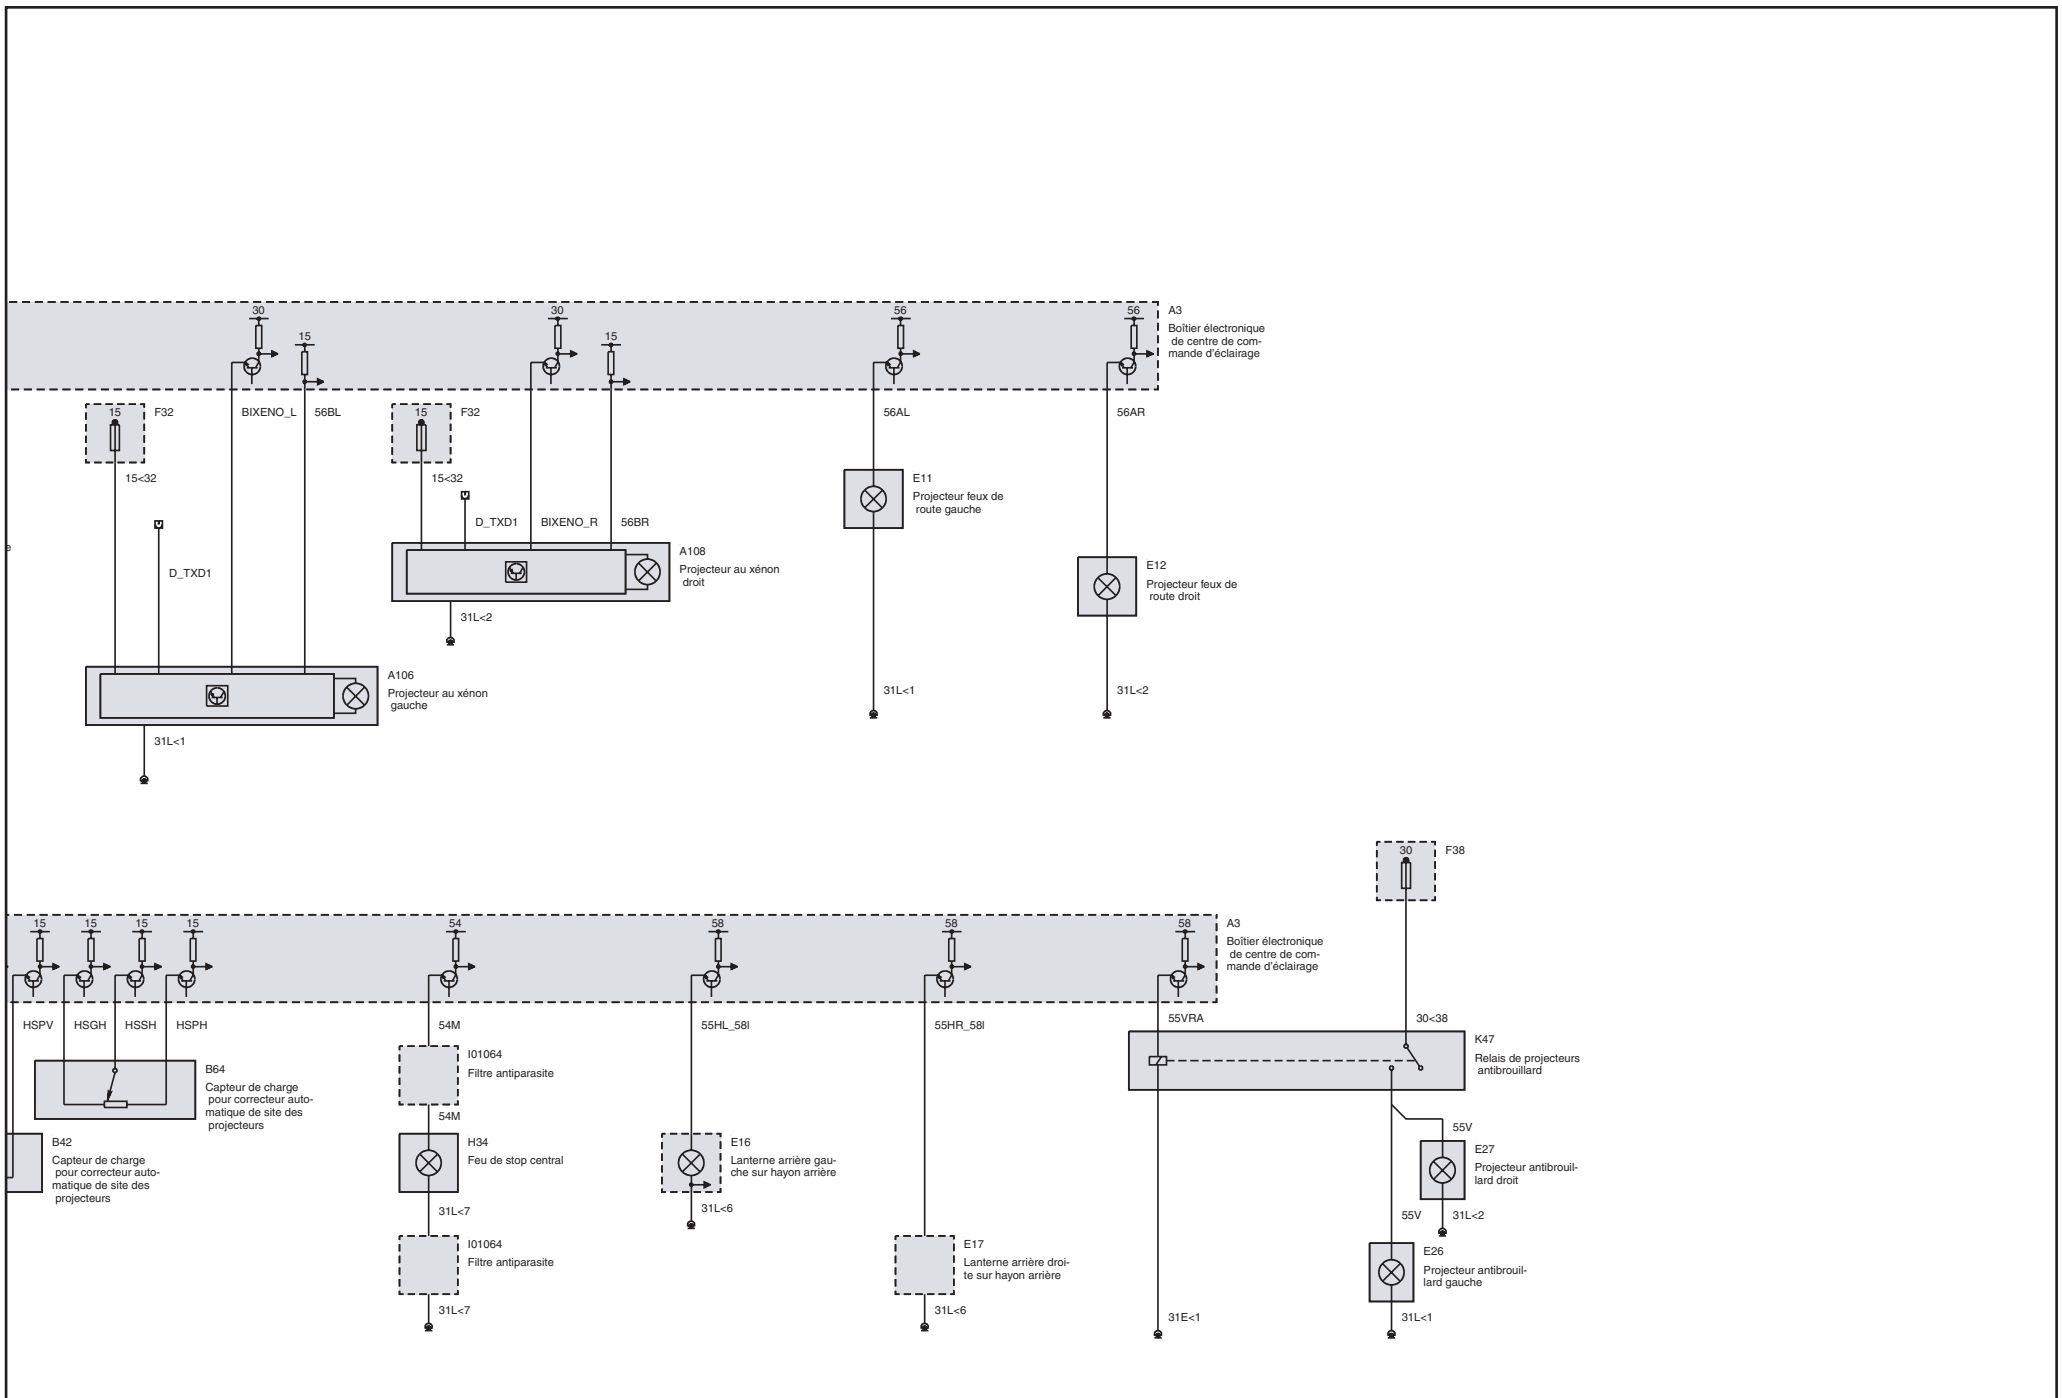 30
30
56
56
A3
Boîtier électronique
de centre de com-
mande d'éclairage
15
15
15
F32
BIXENO_L
56BL
15
F32
56AL
56AR
15<32
15<32
E11
Projecteur feux de
route gauche
D_TXD1
BIXENO_R
56BR
e
A108
Projecteur au xénon
droit
E12
Projecteur feux de
route droit
D_TXD1
31L<2
A106
Projecteur au xénon
gauche
31L<1
31L<2
31L<1
30
F38
15
15
15
15
54
58
58
58
A3
Boîtier électronique
de centre de com-
mande d'éclairage
HSPV
HSGH
HSSH
HSPH
54M
55HL_58I
55HR_58I
55VRA
30<38
K47
Relais de projecteurs
antibrouillard
I01064
Filtre antiparasite
B64
Capteur de charge
pour correcteur auto-
matique de site des
projecteurs
54M
55V
B42
Capteur de charge
pour correcteur auto-
matique de site des
projecteurs
H34
Feu de stop central
E16
Lanterne arrière gau-
che sur hayon arrière
E27
Projecteur antibrouil-
lard droit
31L<7
31L<6
55V
31L<2
I01064
Filtre antiparasite
E17
Lanterne arrière droi-
te sur hayon arrière
E26
Projecteur antibrouil-
lard gauche
31L<7
31L<6
31E<1
31L<1